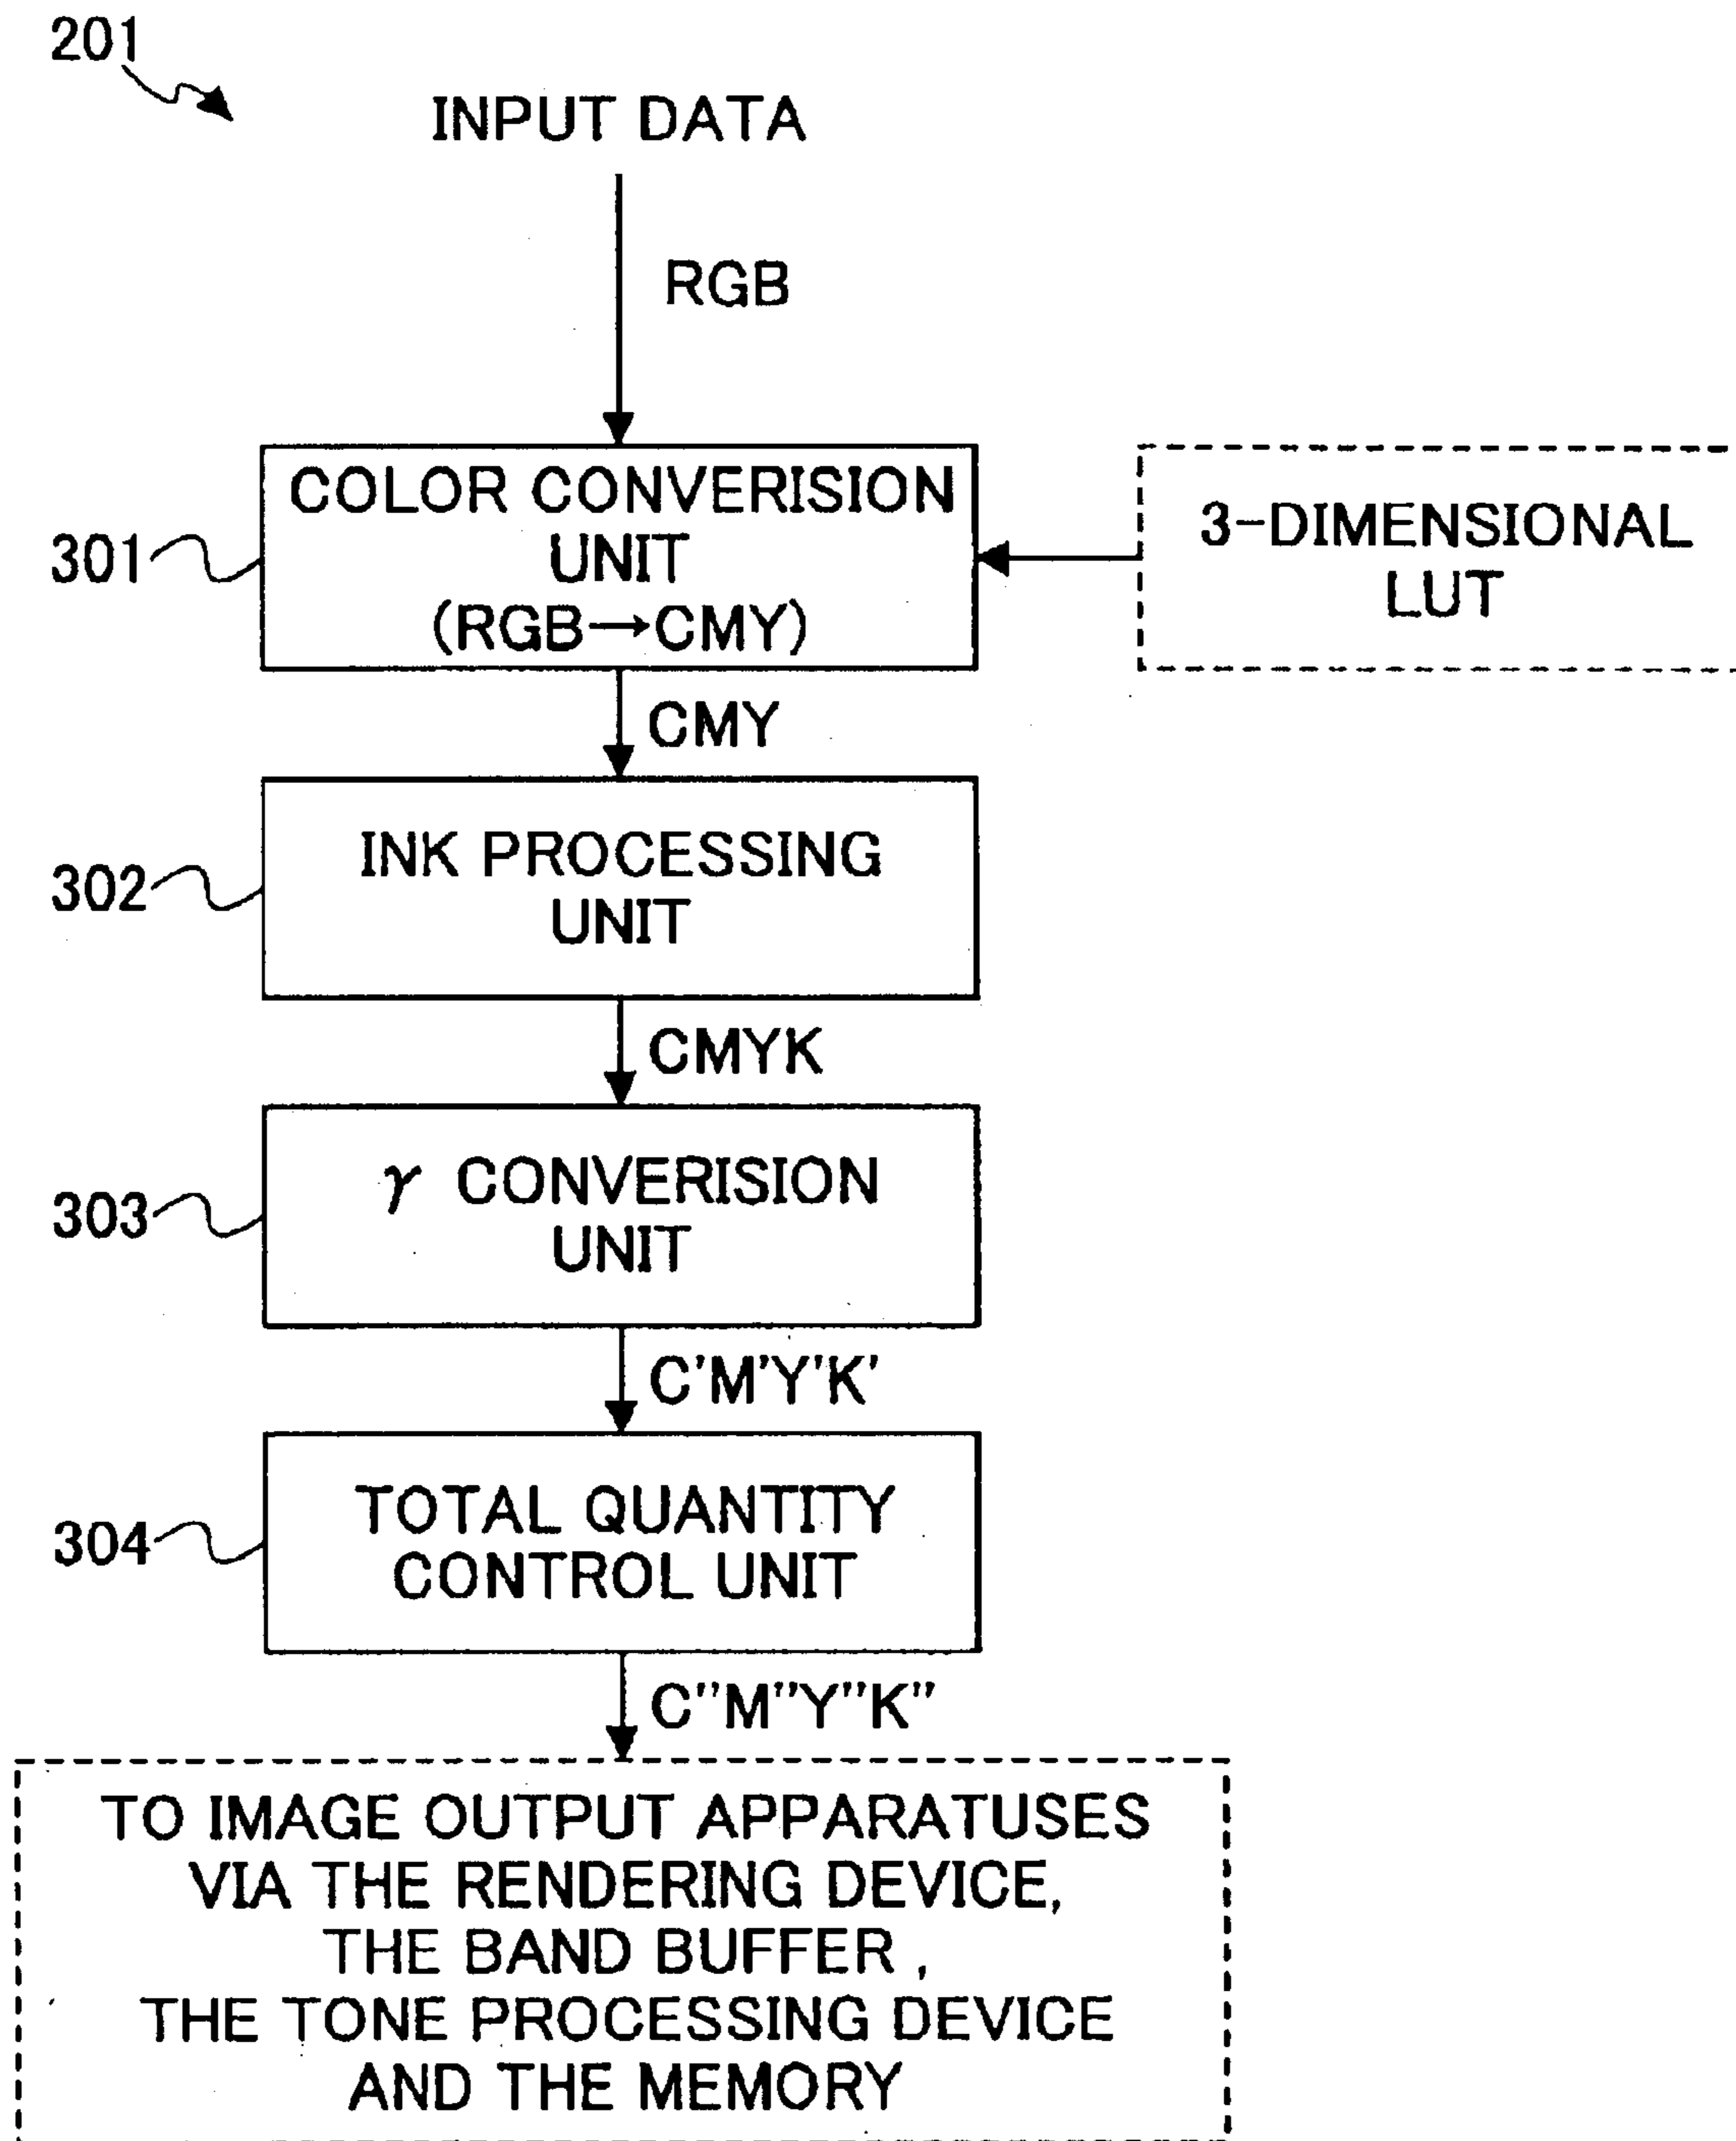 201
INPUT DATA
RGB
COLOR CONVERISION
UNIT
(RGB→CMY)
301
3-DIMENSIONAL
LUT
CMY
INK PROCESSING
UNIT
302
CMYK
γ CONVERISION
UNIT
303
C'M'Y'K'
TOTAL QUANTITY
CONTROL UNIT
304
C"M"Y"K"
TO IMAGE OUTPUT APPARATUSES
VIA THE RENDERING DEVICE,
THE BAND BUFFER ,
THE TONE PROCESSING DEVICE
AND THE MEMORY